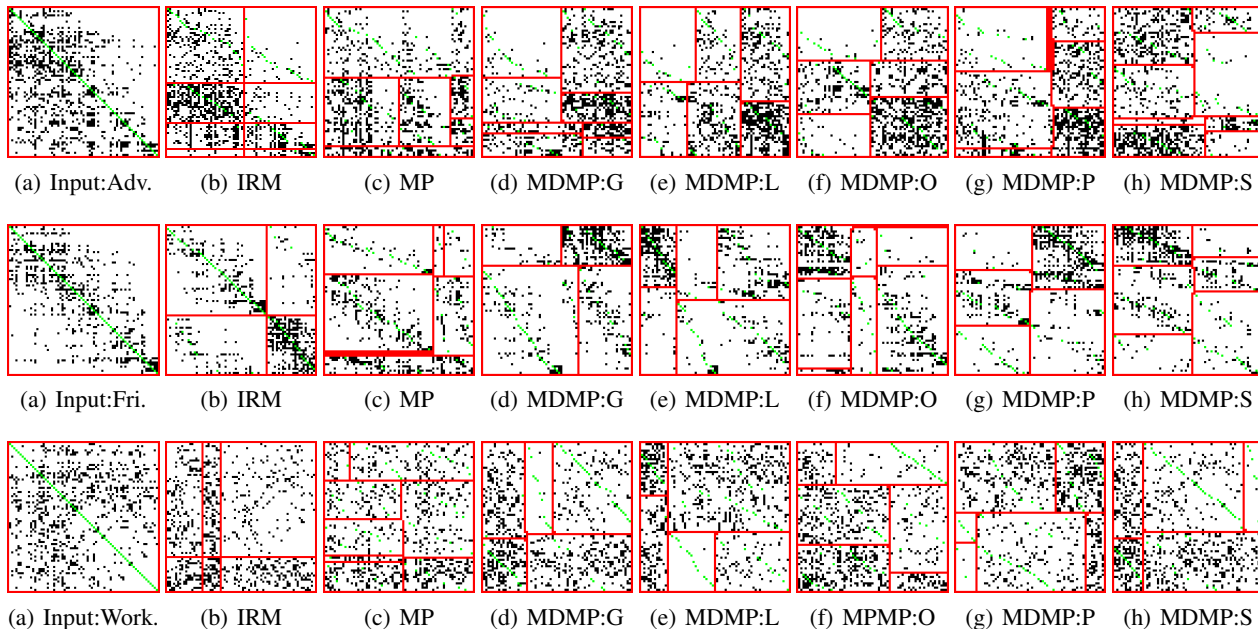 (a) Input:Adv. (b) IRM (c) MP (d) MDMP:G (e) MDMP:L (f) MDMP:O (g) MDMP:P (h) MDMP:S
(a) Input:Fri. (b) IRM (c) MP (d) MDMP:G (e) MDMP:L (f) MDMP:O (g) MDMP:P (h) MDMP:S
(a) Input:Work. (b) IRM (c) MP (d) MDMP:G (e) MDMP:L (f) MPMP:O (g) MDMP:P (h) MDMP:S